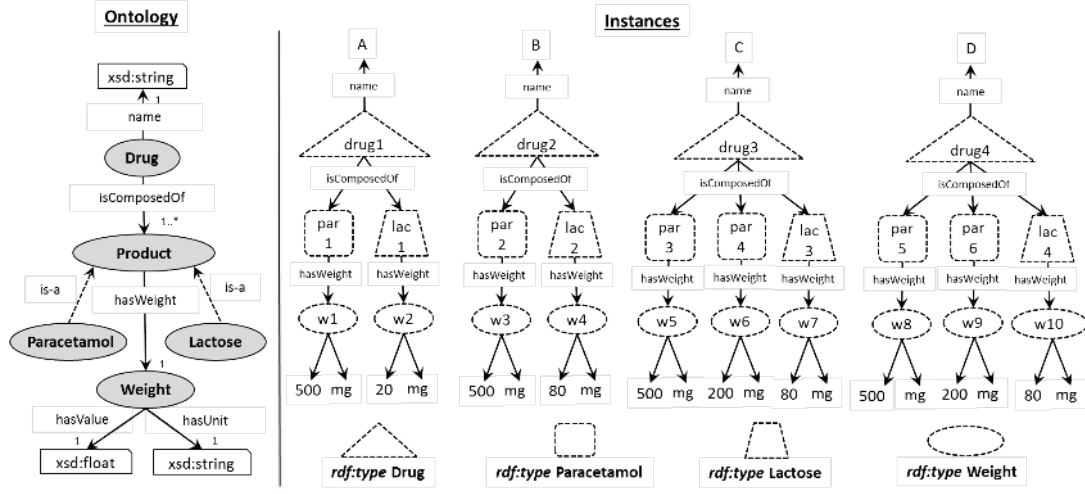 Ontology
xsd:string
1
name
Drug
isComposedOf
1..*
Product
is-a
hasWeight
is-a
Paracetamol
Lactose
1
Weight
hasValue
hasUnit
1
1
xsd:float
xsd:string
Instances
A
B
C
D
name
name
name
name
drug1
drug2
drug3
drug4
isComposedOf
isComposedOf
isComposedOf
isComposedOf
par
1
lac
1
par
2
lac
2
par
3
par
4
lac
3
par
5
par
6
lac
4
hasWeight
hasWeight
hasWeight
hasWeight
hasWeight
hasWeight
hasWeight
hasWeight
hasWeight
hasWeight
w1
w2
w3
w4
w5
w6
w7
w8
w9
w10
500 mg
20 mg
500 mg
80 mg
500 mg
200 mg
80 mg
500 mg
200 mg
80 mg
rdf:type Drug
rdf:type Paracetamol
rdf:type Lactose
rdf:type Weight